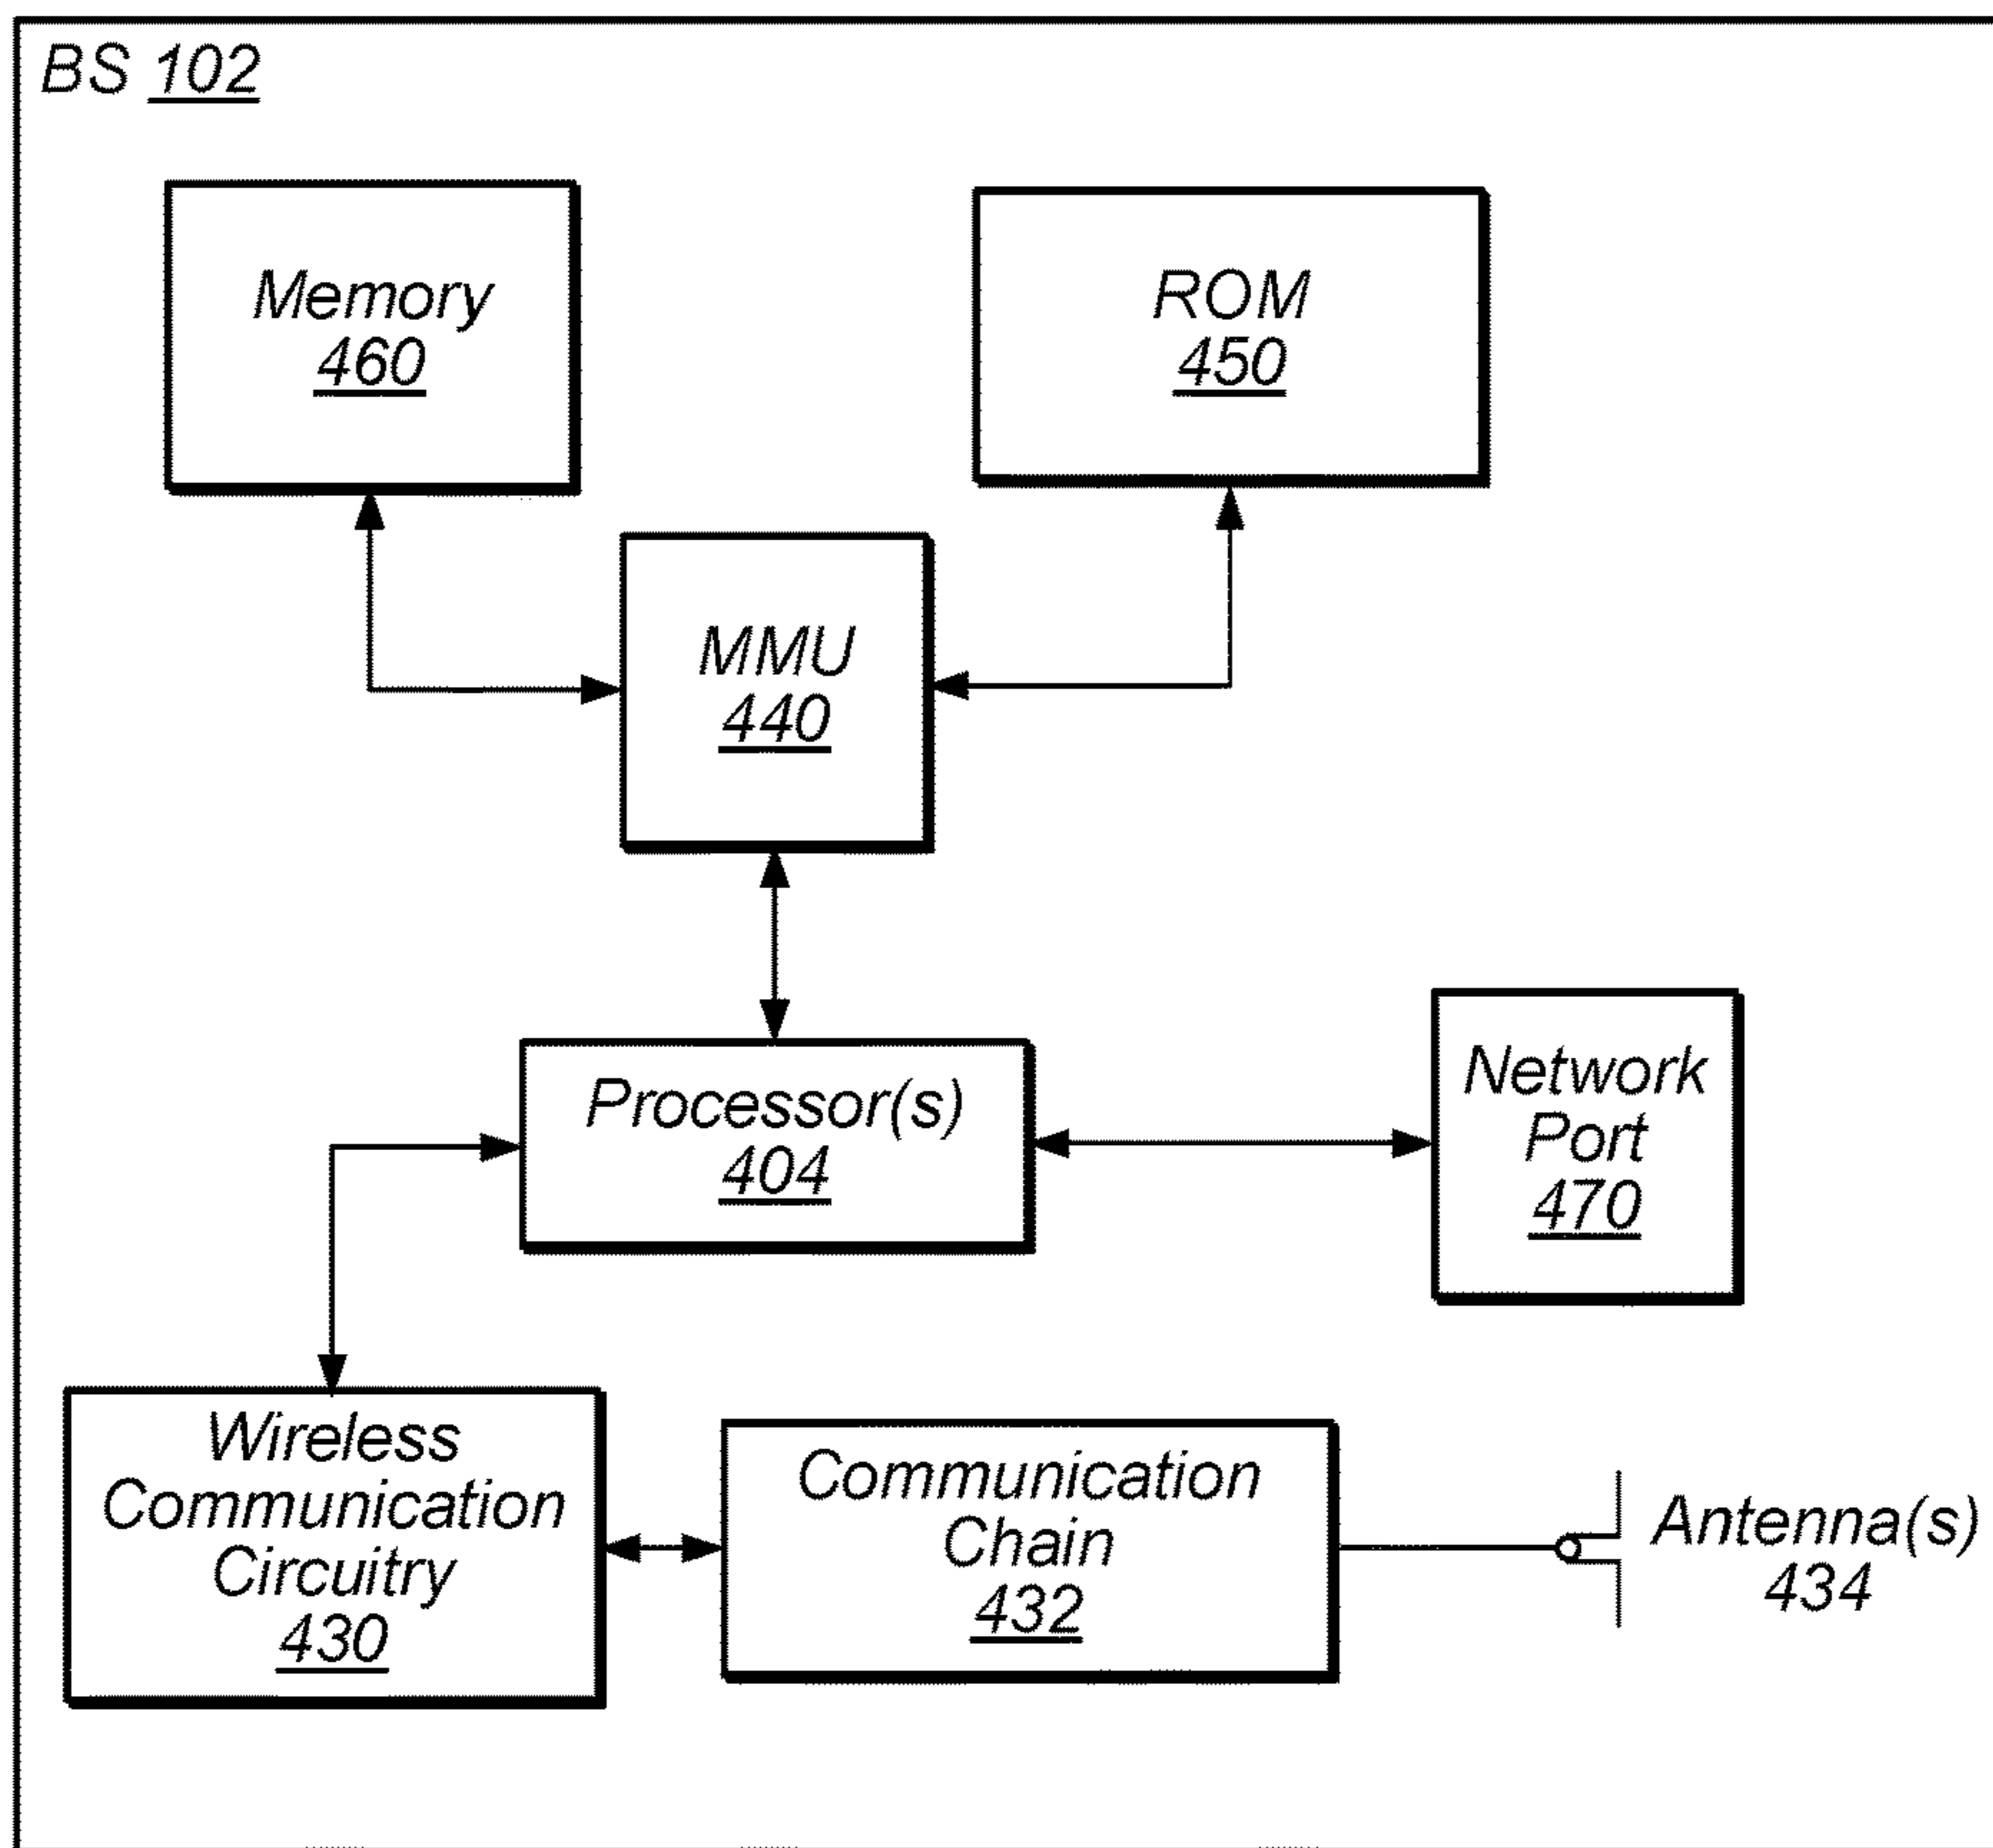 BS 102
Memory
460
ROM
450
MMU
440
Processor(s)
404
Network
Port
470
Wireless
Communication
Circuitry
430
Communication
Chain
432
Antenna(s)
434